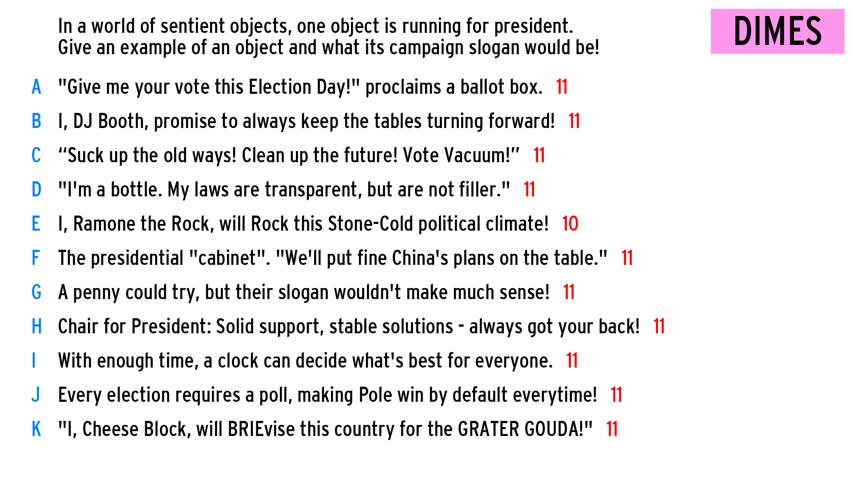 In a world of sentient objects, one object is running for president.
Give an example of an object and what its campaign slogan would be!
DIMES
A "Give me your vote this Election Day!" proclaims a ballot box. 11
B I, DJ Booth, promise to always keep the tables turning forward! 11
C “Suck up the old ways! Clean up the future! Vote Vacuum!” 11
D "I'm a bottle. My laws are transparent, but are not filler." 11
E I, Ramone the Rock, will Rock this Stone-Cold political climate! 10
F The presidential "cabinet". "We'll put fine China's plans on the table." 11
G A penny could try, but their slogan wouldn't make much sense! 11
H Chair for President: Solid support, stable solutions - always got your back! 11
I With enough time, a clock can decide what's best for everyone. 11
J Every election requires a poll, making Pole win by default everytime! 11
K "I, Cheese Block, will BRIEvise this country for the GRATER GOUDA!" 11